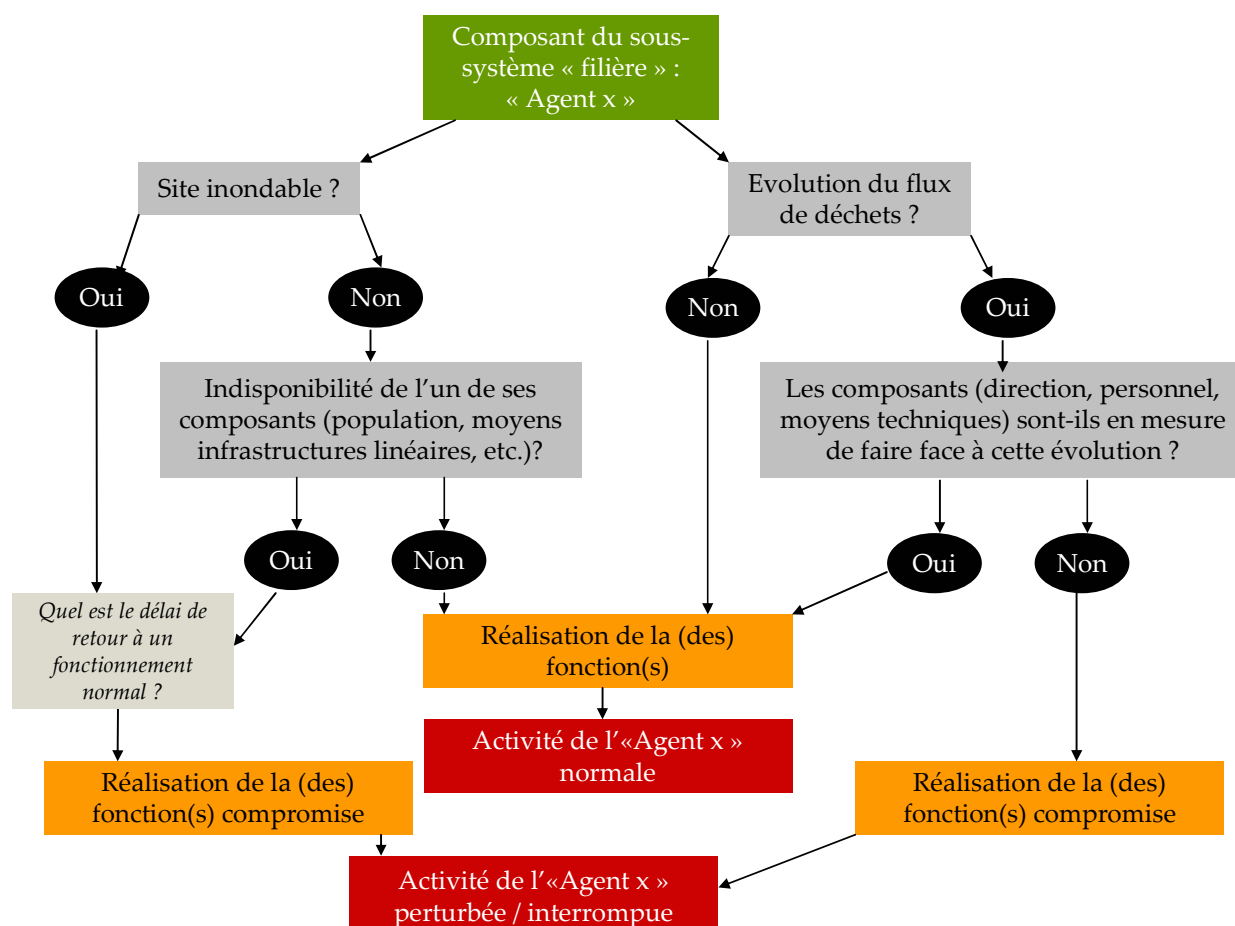 Composant du sous-
système « filière » :
« Agent x »
Site inondable ?
Evolution du flux
de déchets ?
Oui
Non
Non
Oui
Indisponibilité de l'un de ses
composants (population, moyens
infrastructures linéaires, etc.)?
Les composants (direction, personnel,
moyens techniques) sont-ils en mesure
de faire face à cette évolution ?
Oui
Non
Oui
Non
Quel est le délai de
retour à un
fonctionnement
normal ?
Réalisation de la (des)
fonction(s)
Activité de l'«Agent x »
normale
Réalisation de la (des)
fonction(s) compromise
Réalisation de la (des)
fonction(s) compromise
Activité de l'«Agent x »
perturbée / interrompue